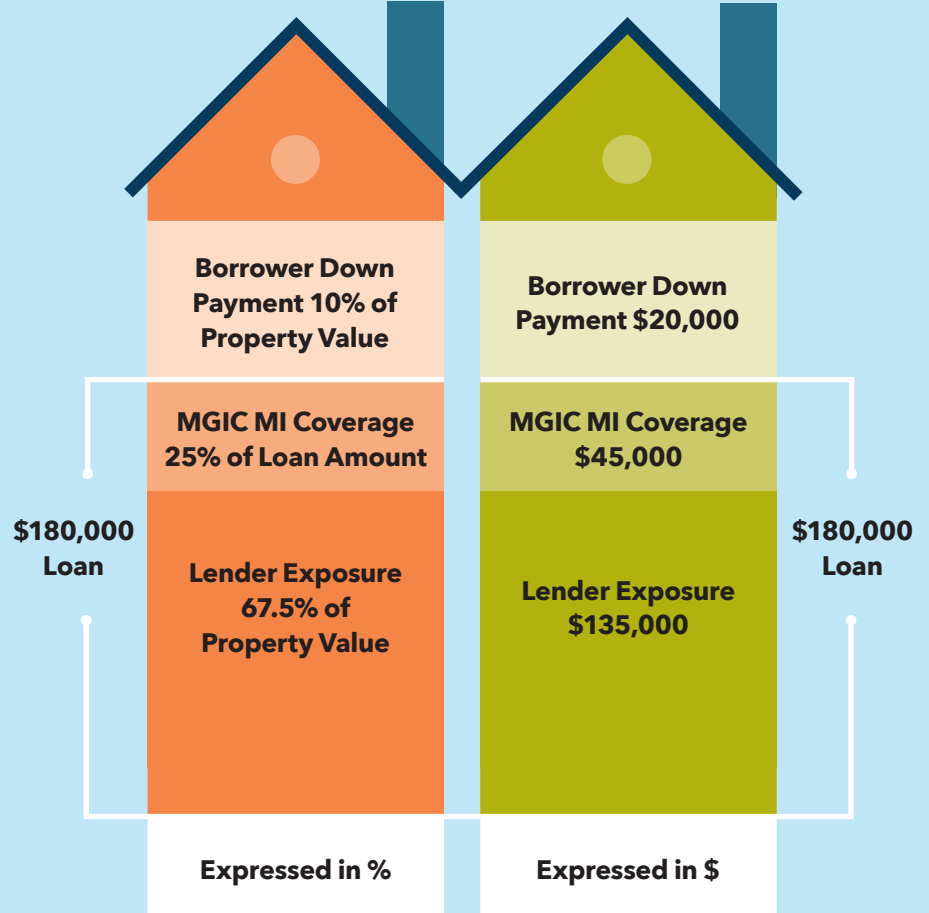 Borrower Down
Payment 10% of
Property Value
Borrower Down
Payment $20,000
MGIC MI Coverage
25% of Loan Amount
MGIC MI Coverage
$45,000
$180,000
Loan
Lender Exposure
67.5% of
Property Value
Lender Exposure
$135,000
$180,000
Loan
Expressed in %
Expressed in $